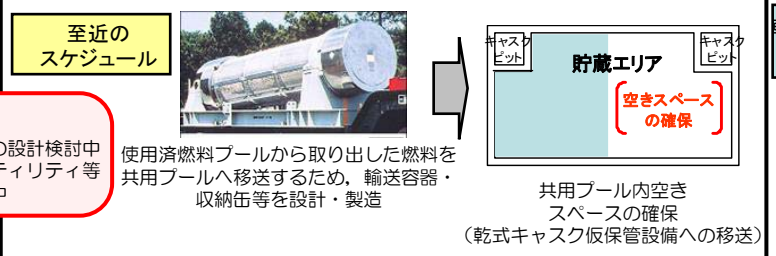 至近の
スケジュール
の設計検討中
ティリティ等
使用済燃料プールから取り出した燃料を
共用プールへ移送するため，輸送容器・
収納缶等を設計・製造
キャスク
ピット
貯蔵エリア
キャスク
ピット
空きスペース
の確保
共用プール内空き
スペースの確保
（乾式キャスク仮保管設備への移送）